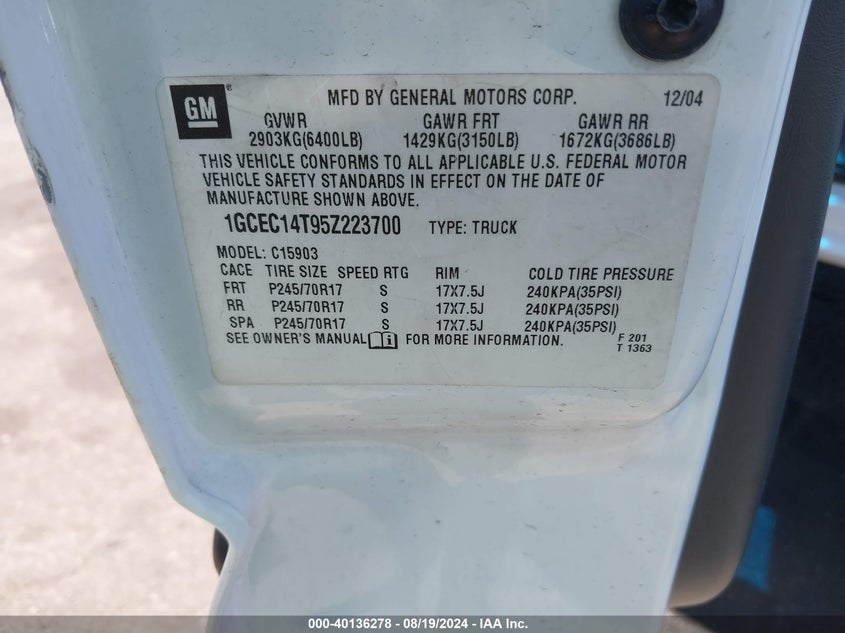 GM ® MFD BY GENERAL MOTORS CORP. 12/04
GVWR GAWR FRT GAWR RR
2903KG(6400LB) 1429KG(3150LB) 1672KG(3686LB)
THIS VEHICLE CONFORMS TO ALL APPLICABLE U.S. FEDERAL MOTOR
VEHICLE SAFETY STANDARDS IN EFFECT ON THE DATE OF
MANUFACTURE SHOWN ABOVE.
1GCEC14T95Z223700 TYPE: TRUCK
MODEL: C15903
CACE TIRE SIZE SPEED RTG RIM COLD TIRE PRESSURE
FRT P245/70R17 S 17X7.5J 240KPA(35PSI)
RR P245/70R17 S 17X7.5J 240KPA(35PSI)
SPA P245/70R17 S 17X7.5J 240KPA(35PSI)
SEE OWNER'S MANUAL i FOR MORE INFORMATION. F 201
T 1363
000-40136278 - 08/19/2024 - IAA Inc.